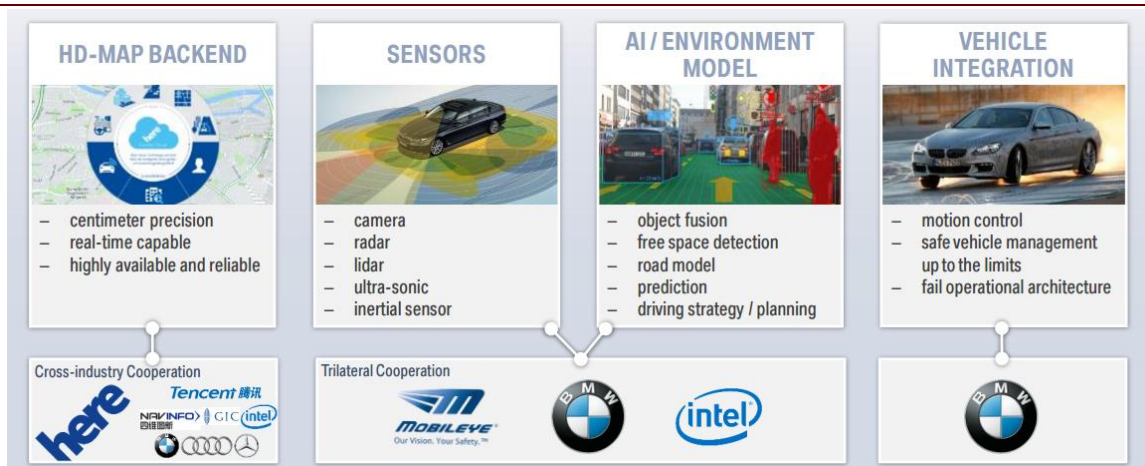 HD-MAP BACKEND
here
– centimeter precision
– real-time capable
– highly available and reliable
SENSORS
– camera
– radar
– lidar
– ultra-sonic
– inertial sensor
AI / ENVIRONMENT
MODEL
– object fusion
– free space detection
– road model
– prediction
– driving strategy / planning
VEHICLE
INTEGRATION
– motion control
– safe vehicle management
up to the limits
– fail operational architecture
Cross-industry Cooperation
here
Tencent 腾讯
NAVINFO
四维图新
GIC
intel
Trilateral Cooperation
MOBILEYE
Our Vision. Your Safety.™
BMW
intel
BMW